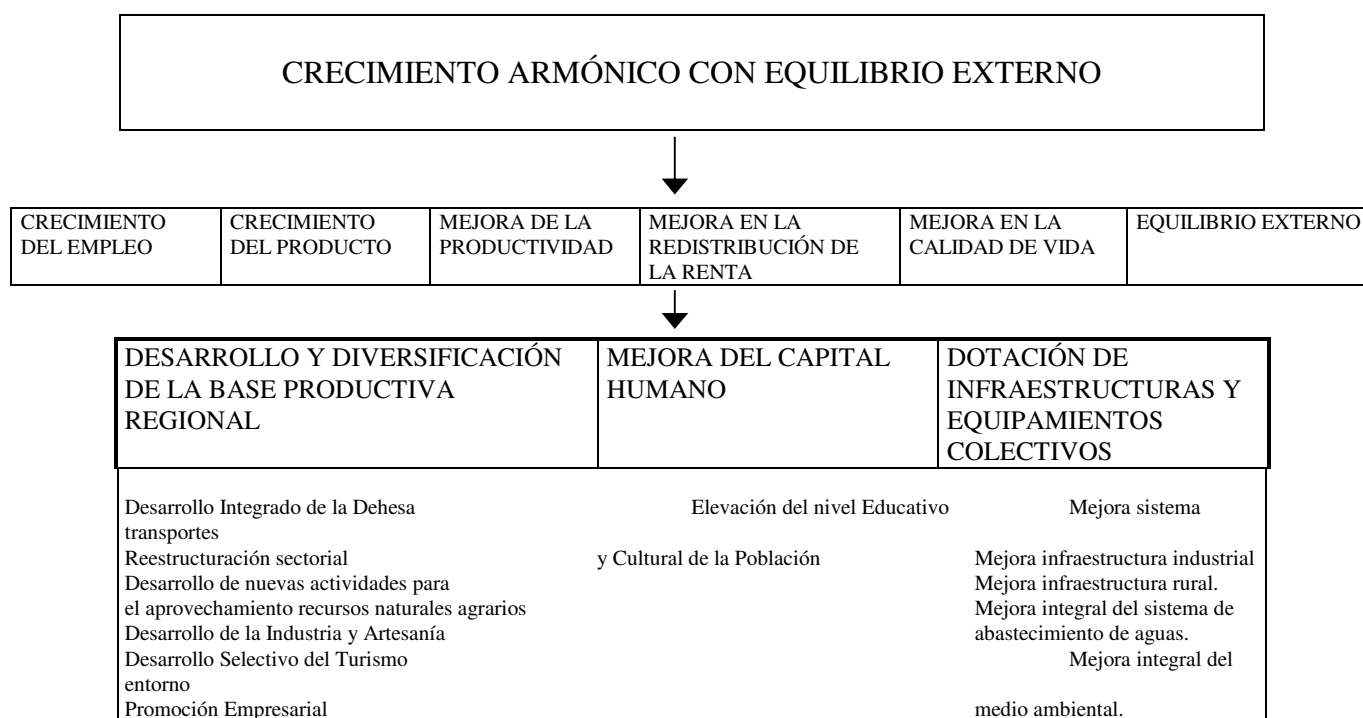 CRECIMIENTO ARMÓNICO CON EQUILIBRIO EXTERNO
CRECIMIENTO
DEL EMPLEO
CRECIMIENTO
DEL PRODUCTO
MEJORA DE LA
PRODUCTIVIDAD
MEJORA EN LA
REDISTRIBUCIÓN DE
LA RENTA
MEJORA EN LA
CALIDAD DE VIDA
EQUILIBRIO EXTERNO
DESARROLLO Y DIVERSIFICACIÓN
DE LA BASE PRODUCTIVA
REGIONAL
MEJORA DEL CAPITAL
HUMANO
DOTACIÓN DE
INFRAESTRUCTURAS Y
EQUIPAMIENTOS
COLECTIVOS
Desarrollo Integrado de la Dehesa Elevación del nivel Educativo Mejora sistema
transportes
Reestructuración sectorial y Cultural de la Población Mejora infraestructura industrial
Desarrollo de nuevas actividades para Mejora infraestructura rural.
el aprovechamiento recursos naturales agrarios Mejora integral del sistema de
Desarrollo de la Industria y Artesanía abastecimiento de aguas.
Desarrollo Selectivo del Turismo Mejora integral del
entorno
Promoción Empresarial medio ambiental.